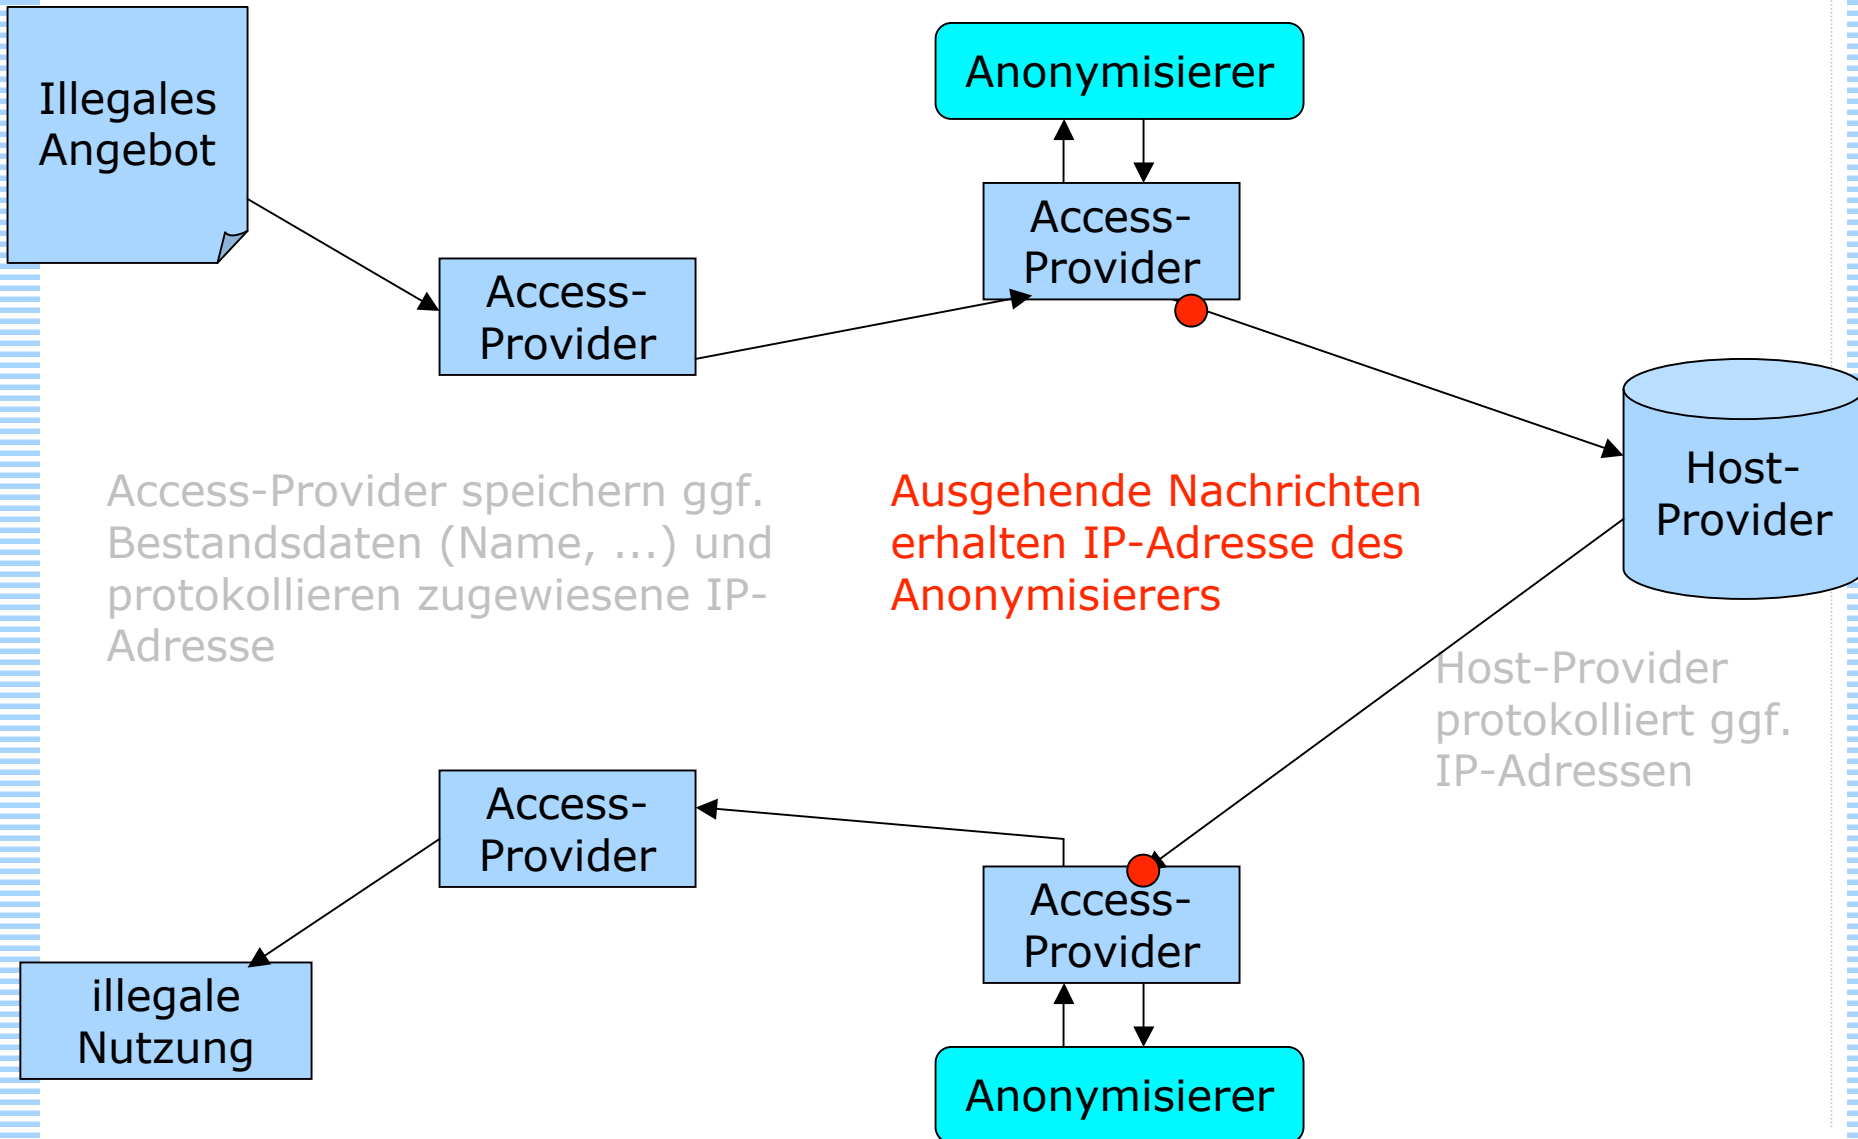 Illegales
Angebot
Anonymisierer
Access-
Provider
Access-
Provider
Host-
Provider
Access-Provider speichern ggf.
Bestandsdaten (Name, ...) und
protokollieren zugewiesene IP-
Adresse
Ausgehende Nachrichten
erhalten IP-Adresse des
Anonymisierers
Host-Provider
protokolliert ggf.
IP-Adressen
Access-
Provider
Access-
Provider
illegale
Nutzung
Anonymisierer